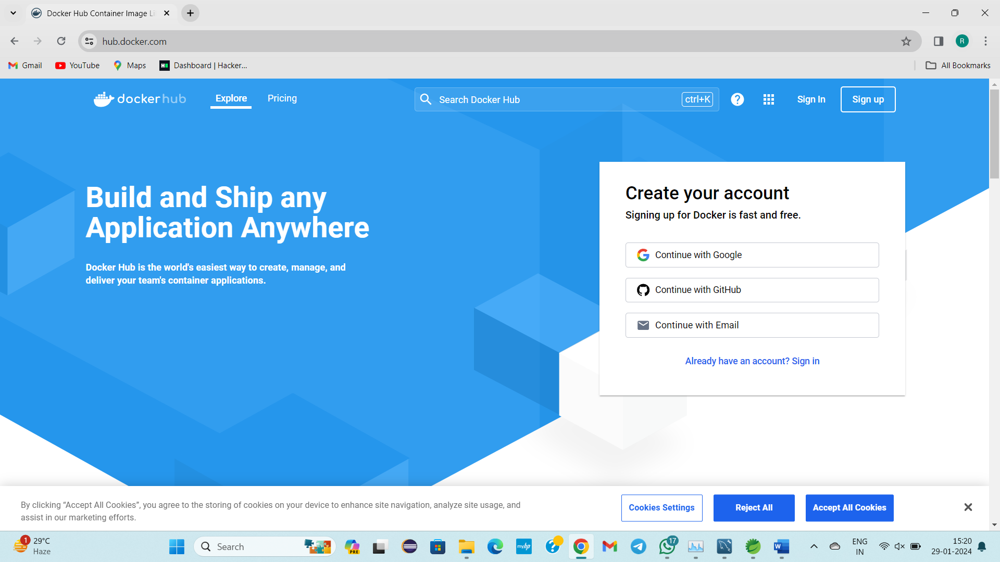 Docker Hub Container Image Li
hub.docker.com
R
Gmail
YouTube
Maps
Dashboard | Hacker...
All Bookmarks
dockerhub
Explore
Pricing
Search Docker Hub
ctrl+K
?
Sign In
Sign up
Build and Ship any
Application Anywhere
Docker Hub is the world's easiest way to create, manage, and
deliver your team's container applications.
Create your account
Signing up for Docker is fast and free.
Continue with Google
Continue with GitHub
Continue with Email
Already have an account? Sign in
By clicking “Accept All Cookies”, you agree to the storing of cookies on your device to enhance site navigation, analyze site usage, and
assist in our marketing efforts.
Cookies Settings
Reject All
Accept All Cookies
1
29°C
Haze
Search
PRE
myhp
?
17
W
ENG
IN
15:20
29-01-2024